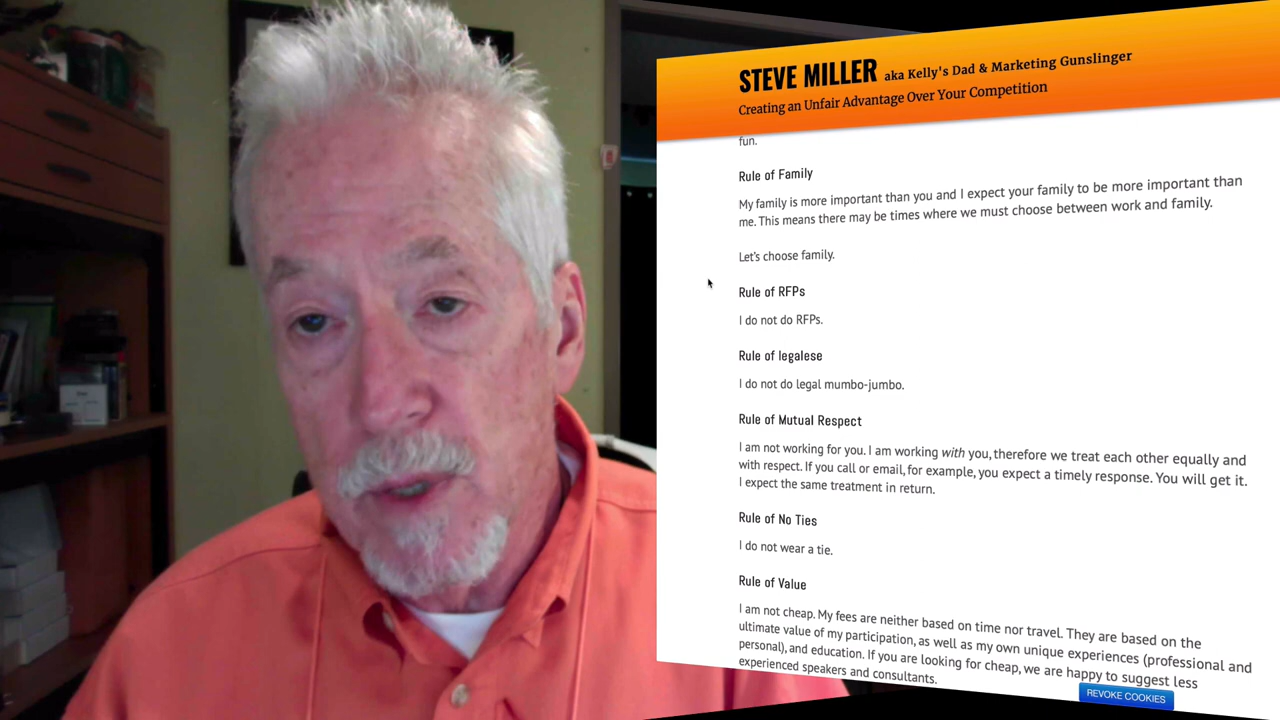 STEVE MILLER aka Kelly's Dad & Marketing Gunslinger
Creating an Unfair Advantage Over Your Competition
fun.
Rule of Family
My family is more important than you and I expect your family to be more important than
me. This means there may be times where we must choose between work and family.
Let's choose family.
Rule of RFPs
I do not do RFPs.
Rule of legalese
I do not do legal mumbo-jumbo.
Rule of Mutual Respect
I am not working for you. I am working with you, therefore we treat each other equally and
with respect. If you call or email, for example, you expect a timely response. You will get it.
I expect the same treatment in return.
Rule of No Ties
I do not wear a tie.
Rule of Value
I am not cheap. My fees are neither based on time nor travel. They are based on the
ultimate value of my participation, as well as my own unique experiences (professional and
personal), and education. If you are looking for cheap, we are happy to suggest less
experienced speakers and consultants.
REVOKE COOKIES